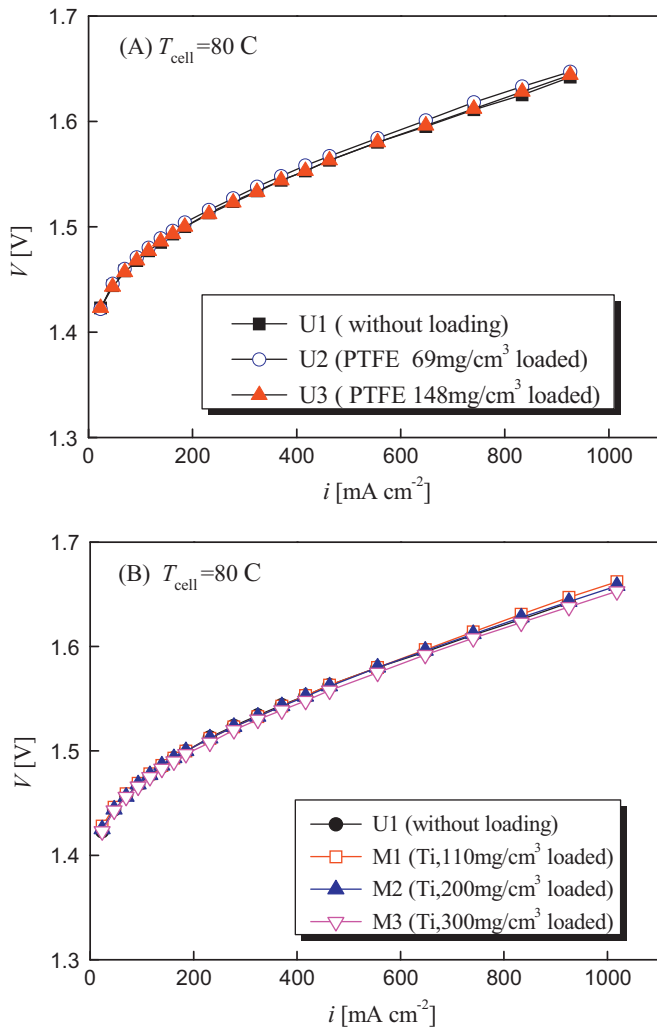 (A) T_cell=80 C
1.7
1.6
1.5
1.4
1.3
V [V]
U1 ( without loading)
U2 (PTFE 69mg/cm³ loaded)
U3 ( PTFE 148mg/cm³ loaded)
0 200 400 600 800 1000
i [mA cm⁻²]
(B) T_cell=80 C
1.7
1.6
1.5
1.4
1.3
V [V]
U1 (without loading)
M1 (Ti,110mg/cm³ loaded)
M2 (Ti,200mg/cm³ loaded)
M3 (Ti,300mg/cm³ loaded)
0 200 400 600 800 1000
i [mA cm⁻²]